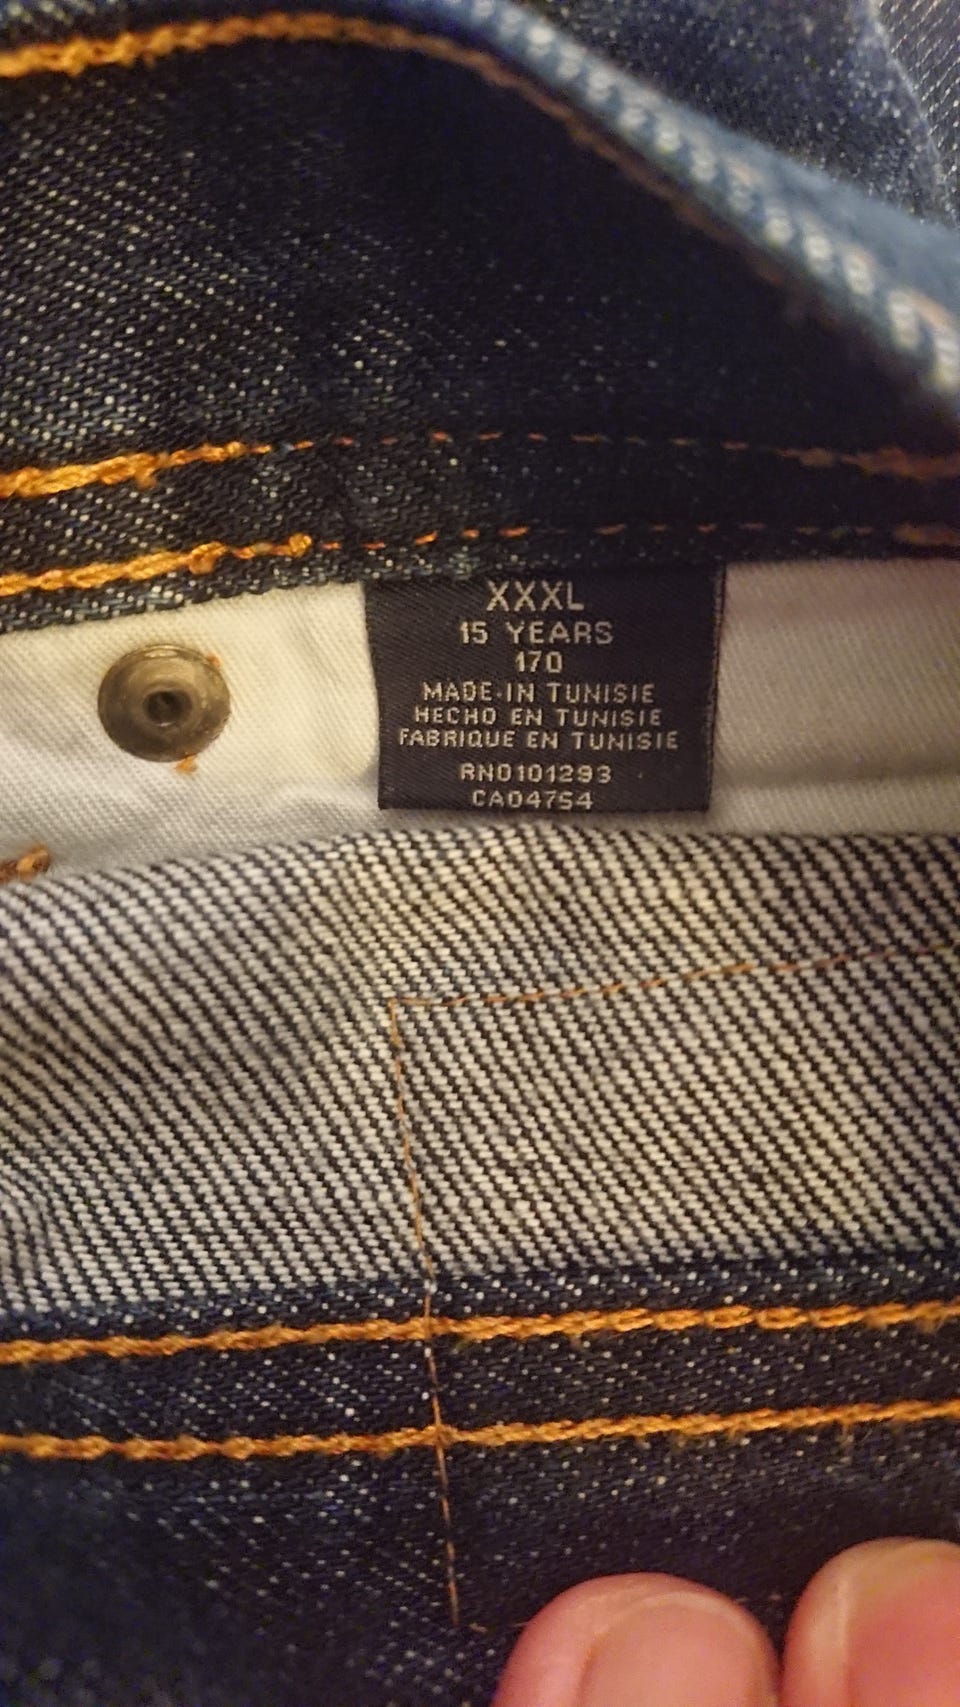 XXXL
15 YEARS
170
MADE-IN TUNISIE
HECHO EN TUNISIE
FABRIQUE EN TUNISIE
RN0101293
CA04754